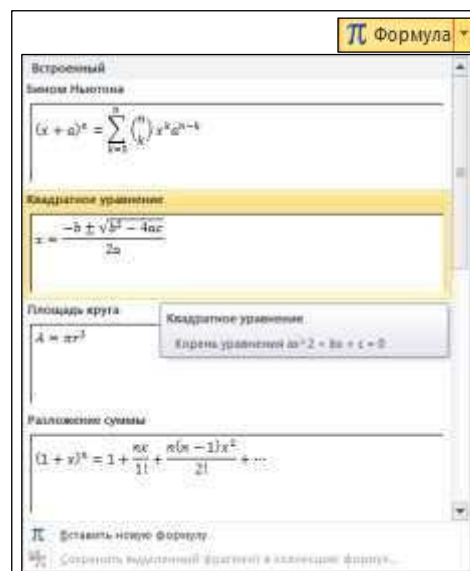 π Формула
Встроенный
Бином Ньютона
(x + a)ⁿ = ∑ₖ₌₀ⁿ (n k) xᵏaⁿ⁻ᵏ
Квадратное уравнение
x = (−b ± √(b² − 4ac)) / 2a
Площадь круга
A = πr²
Квадратное уравнение
Корень уравнения ax^2 + bx + c = 0
Разложение суммы
(1 + x)ⁿ = 1 + nx/1! + n(n − 1)x²/2! + ⋯
π Вставить новую формулу
Сохранить выделенный фрагмент в коллекцию формул...